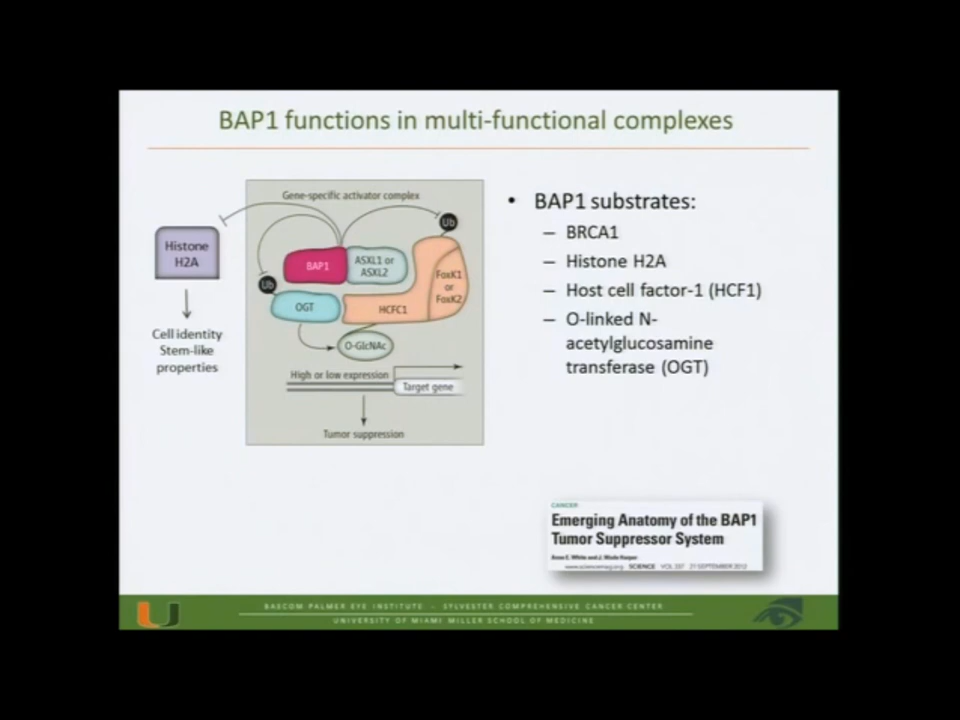 BAP1 functions in multi-functional complexes
Gene-specific activator complex
Ub
Histone
H2A
BAP1
ASXL1 or
ASXL2
FoxK1
or
FoxK2
Ub
OGT
HCFC1
O-GlcNAc
Cell identity
Stem-like
properties
High or low expression
Target gene
Tumor suppression
• BAP1 substrates:
– BRCA1
– Histone H2A
– Host cell factor-1 (HCF1)
– O-linked N-
acetylglucosamine
transferase (OGT)
CANCER
Emerging Anatomy of the BAP1
Tumor Suppressor System
Anne E. White and J. Wade Harper
www.sciencemag.org SCIENCE VOL 337 21 SEPTEMBER 2012
BASCOM PALMER EYE INSTITUTE – SYLVESTER COMPREHENSIVE CANCER CENTER
UNIVERSITY OF MIAMI MILLER SCHOOL OF MEDICINE